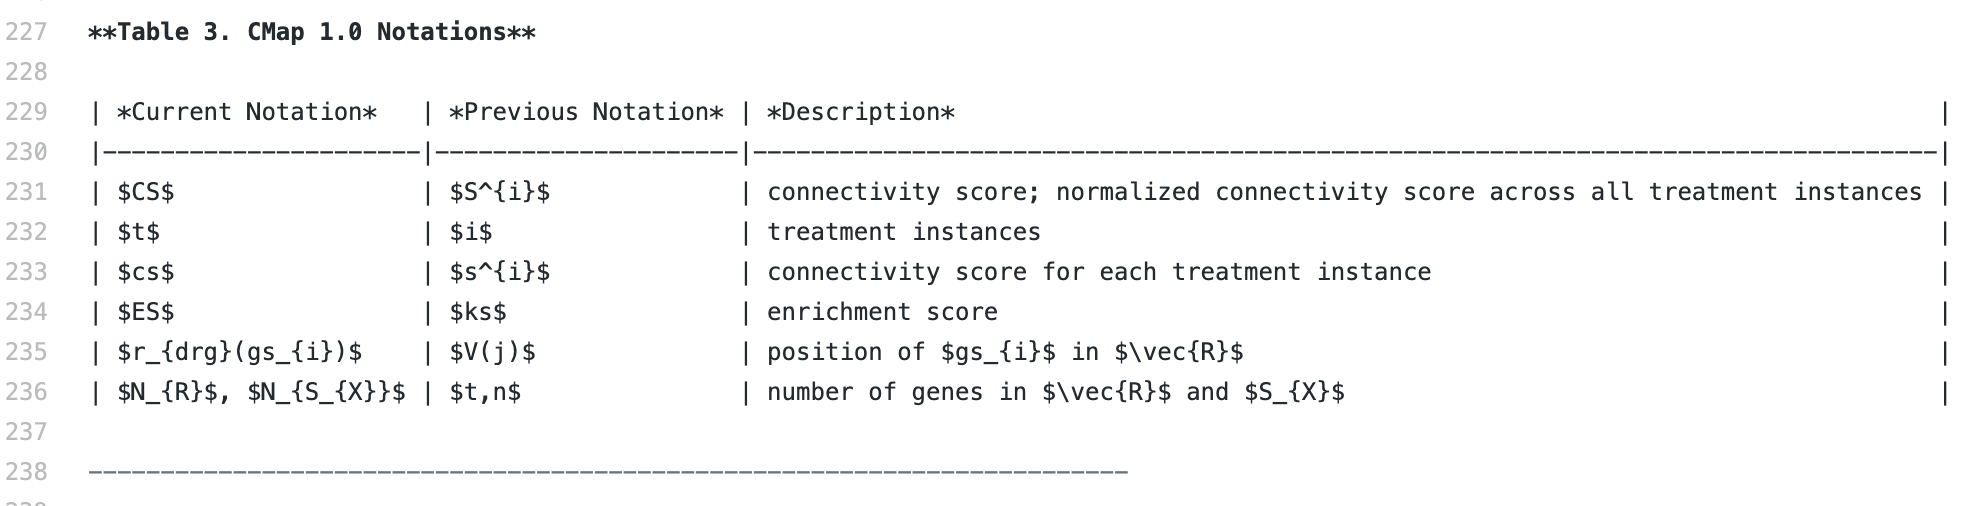 227 **Table 3. CMap 1.0 Notations**
228
229 | *Current Notation*   | *Previous Notation* | *Description*                                                                    |
230 |----------------------|---------------------|----------------------------------------------------------------------------------|
231 | $CS$                 | $S^{i}$             | connectivity score; normalized connectivity score across all treatment instances |
232 | $t$                  | $i$                 | treatment instances                                                              |
233 | $cs$                 | $s^{i}$             | connectivity score for each treatment instance                                   |
234 | $ES$                 | $ks$                | enrichment score                                                                 |
235 | $r_{drg}(gs_{i})$    | $V(j)$              | position of $gs_{i}$ in $\vec{R}$                                                |
236 | $N_{R}$, $N_{S_{X}}$ | $t,n$               | number of genes in $\vec{R}$ and $S_{X}$                                         |
237
238 ------------------------------------------------------------------------